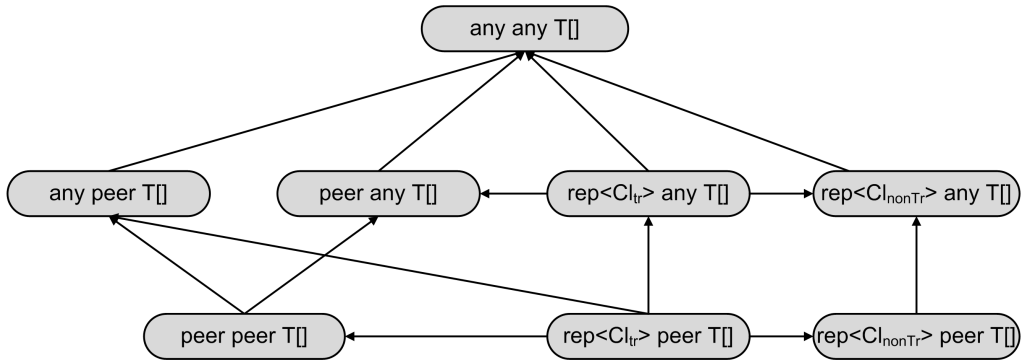 any any T[]
any peer T[]
peer any T[]
rep<Cl_tr> any T[]
rep<Cl_nonTr> any T[]
peer peer T[]
rep<Cl_tr> peer T[]
rep<Cl_nonTr> peer T[]